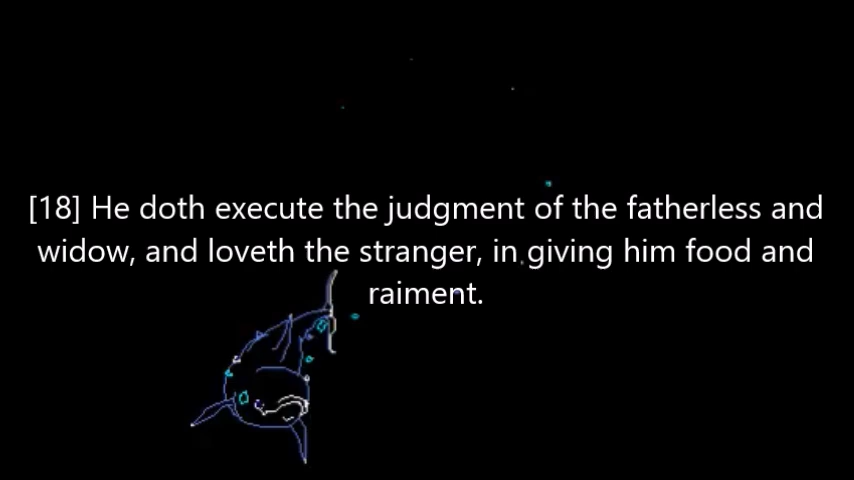 [18] He doth execute the judgment of the fatherless and
widow, and loveth the stranger, in giving him food and
raiment.